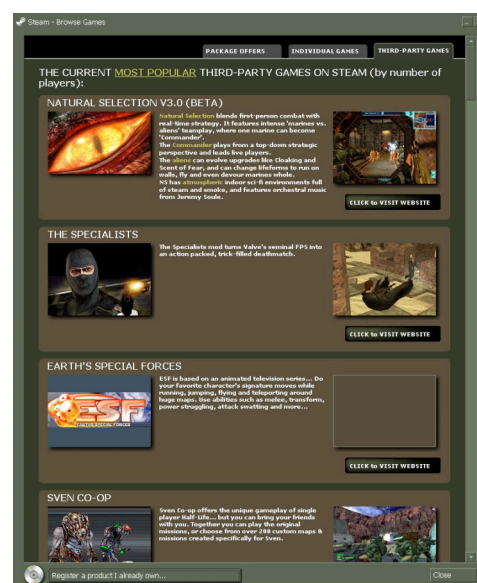 Steam - Browse Games
PACKAGE OFFERS
INDIVIDUAL GAMES
THIRD-PARTY GAMES
THE CURRENT MOST POPULAR THIRD-PARTY GAMES ON STEAM (by number of
players):
NATURAL SELECTION V3.0 (BETA)
Natural Selection blends first-person combat with
real-time strategy. It features intense 'marines vs.
aliens' teamplay, where one marine can become
'Commander'.
The Commander plays from a top-down strategic
perspective and leads live players.
The aliens can evolve upgrades like Cloaking and
Scent of Fear, and can change lifeforms to run on
walls, fly and even devour marines whole.
NS has atmospheric indoor sci-fi environments full
of steam and smoke, and features orchestral music
from Jeremy Soule.
CLICK to VISIT WEBSITE
THE SPECIALISTS
The Specialists mod turns Valve's seminal FPS into
an action packed, trick-filled deathmatch.
CLICK to VISIT WEBSITE
EARTH'S SPECIAL FORCES
ESF is based on an animated television series... Do
your favorite character's signature moves while
running, jumping, flying and teleporting around
huge maps. Use abilities such as melee, transform,
power struggling, attack swatting and more...
ESF
EARTH'S SPECIAL FORCES
CLICK to VISIT WEBSITE
SVEN CO-OP
Sven Co-op offers the unique gameplay of single
player Half-Life... but you can bring your friends
with you. Together you can play the original
missions, or choose from over 200 custom maps &
missions created specifically for Sven.
Register a product I already own...
Close